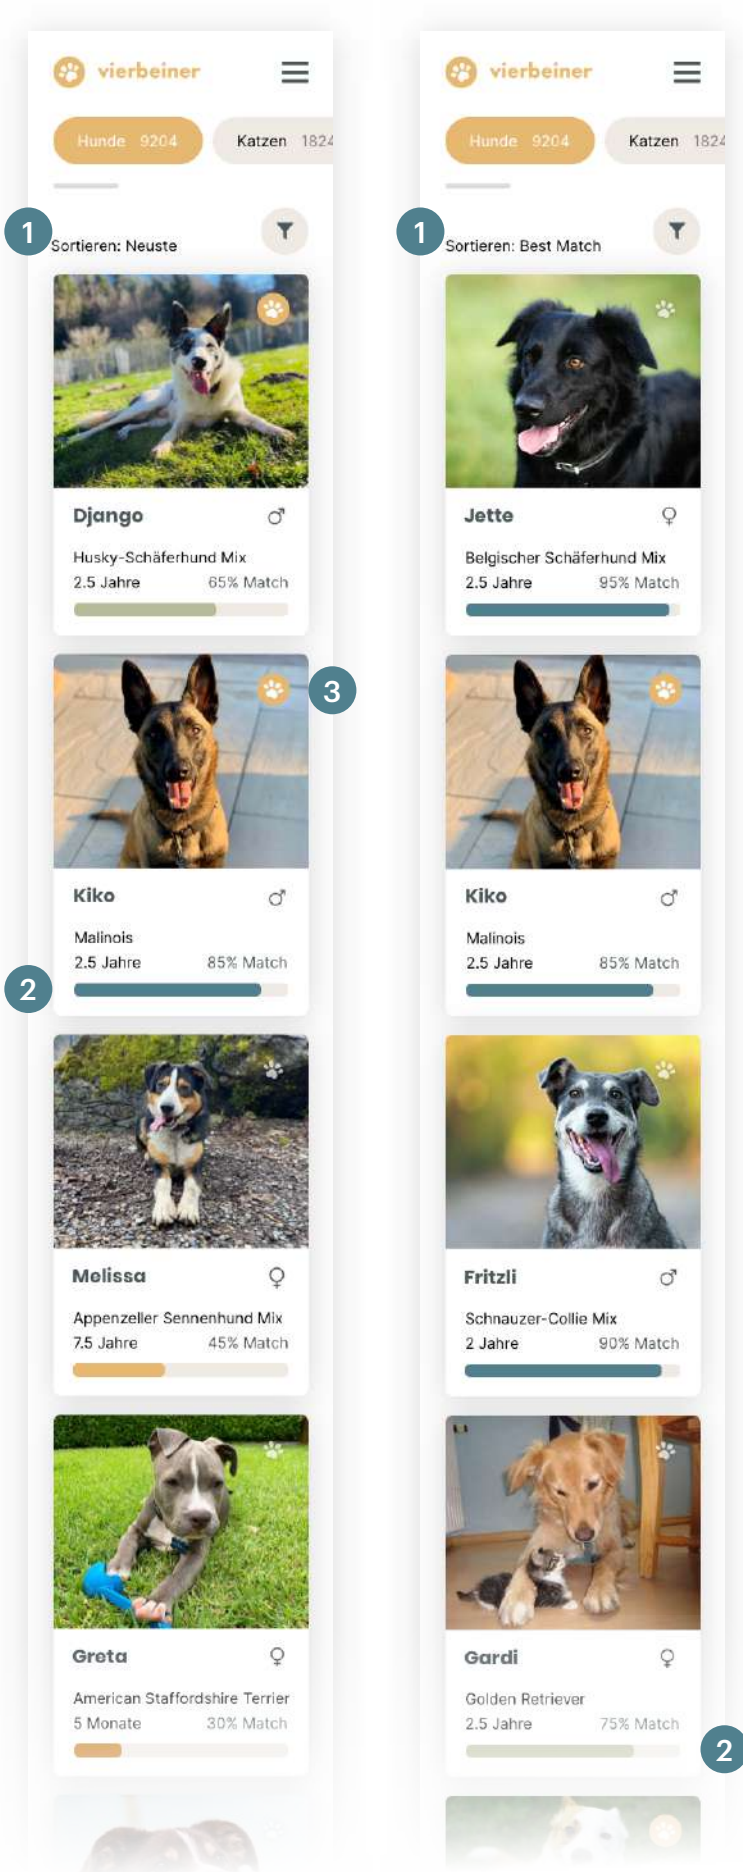 vierbeiner
Hunde 9204 Katzen 1824
1
Sortieren: Neuste
Django ♂
Husky-Schäferhund Mix
2.5 Jahre 65% Match
3
Kiko ♂
Malinois
2.5 Jahre 85% Match
2
Melissa ♀
Appenzeller Sennenhund Mix
7.5 Jahre 45% Match
Greta ♀
American Staffordshire Terrier
5 Monate 30% Match
vierbeiner
Hunde 9204 Katzen 1824
1
Sortieren: Best Match
Jette ♀
Belgischer Schäferhund Mix
2.5 Jahre 95% Match
Kiko ♂
Malinois
2.5 Jahre 85% Match
Fritzli ♂
Schnauzer-Collie Mix
2 Jahre 90% Match
Gardi ♀
Golden Retriever
2.5 Jahre 75% Match
2